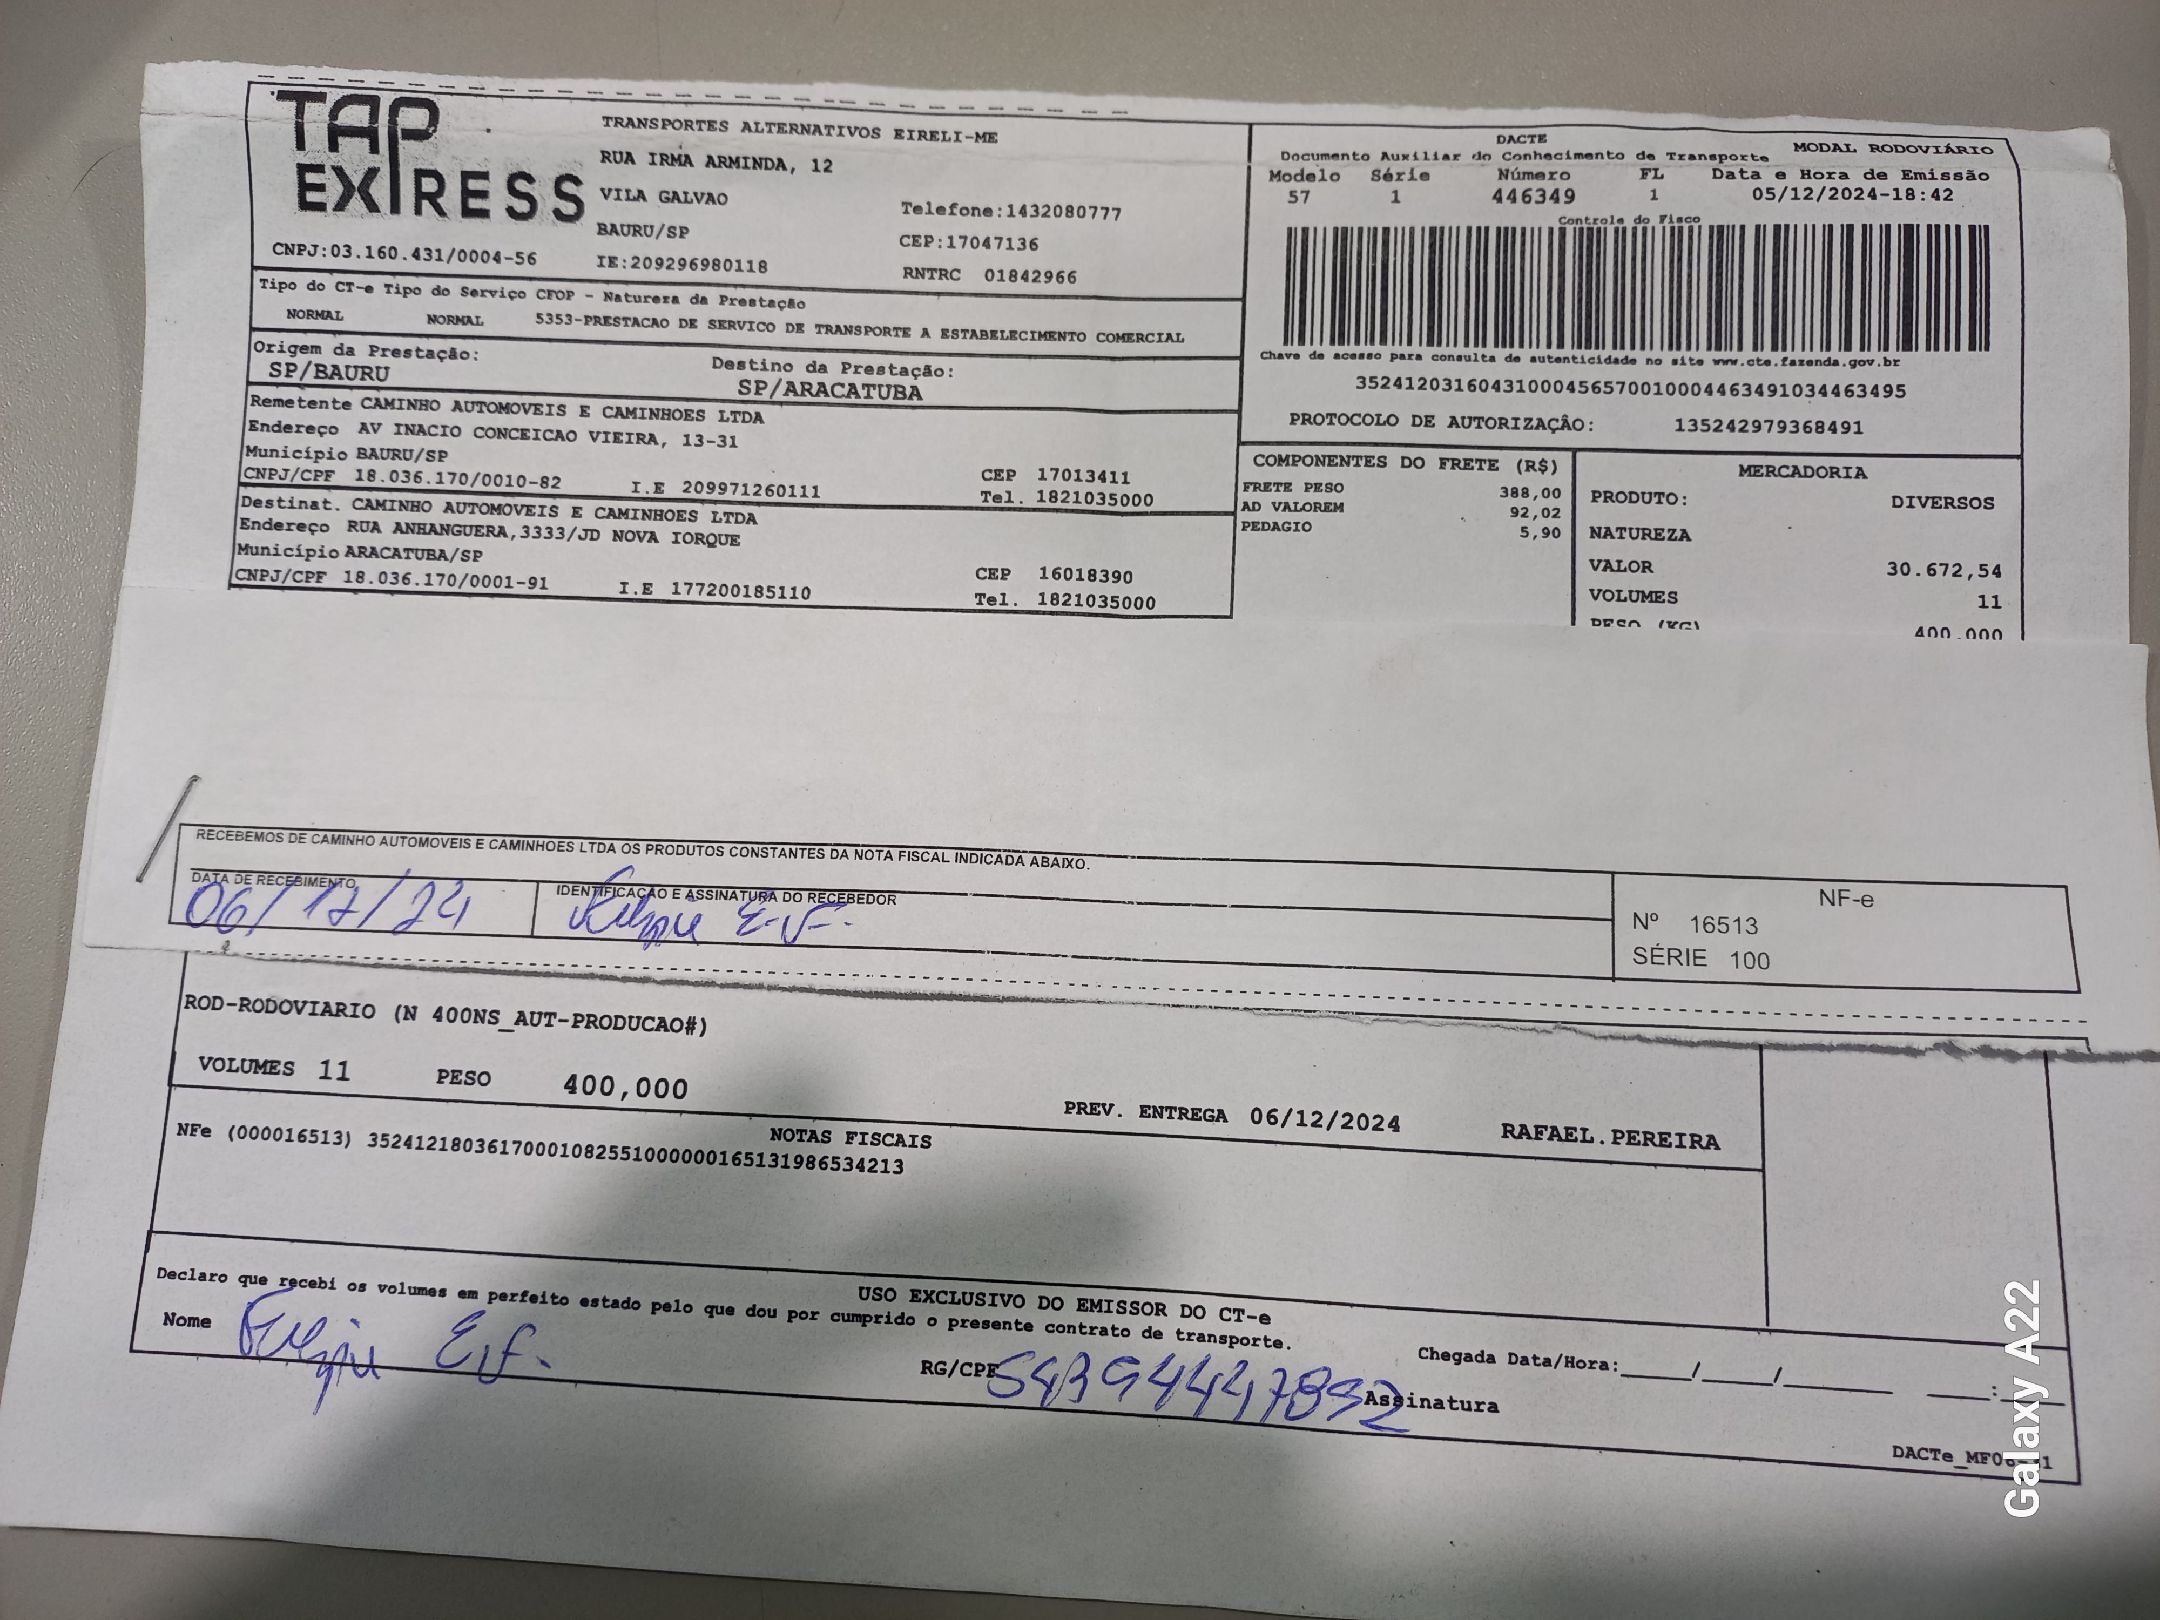 TAP EXPRESS
TRANSPORTES ALTERNATIVOS EIRELI-ME
RUA IRMA ARMINDA, 12
VILA GALVAO
Telefone:1432080777
BAURU/SP
CEP:17047136
CNPJ:03.160.431/0004-56
IE:209296980118
RNTRC 01842966
DACTE
MODAL RODOVIÁRIO
Documento Auxiliar do Conhecimento de Transporte
Modelo Série Número FL Data e Hora de Emissão
57 1 446349 1 05/12/2024-18:42
Controle do Fisco
Chave de acesso para consulta de autenticidade no site www.cte.fazenda.gov.br
35241203160431000456570010004463491034463495
PROTOCOLO DE AUTORIZAÇÃO: 135242979368491
Tipo do CT-e Tipo do Serviço CFOP - Natureza da Prestação
NORMAL NORMAL 5353-PRESTACAO DE SERVICO DE TRANSPORTE A ESTABELECIMENTO COMERCIAL
Origem da Prestação: Destino da Prestação:
SP/BAURU SP/ARACATUBA
Remetente CAMINHO AUTOMOVEIS E CAMINHOES LTDA
Endereço AV INACIO CONCEICAO VIEIRA, 13-31
Município BAURU/SP CEP 17013411
CNPJ/CPF 18.036.170/0010-82 I.E 209971260111 Tel. 1821035000
Destinat. CAMINHO AUTOMOVEIS E CAMINHOES LTDA
Endereço RUA ANHANGUERA,3333/JD NOVA IORQUE
Município ARACATUBA/SP CEP 16018390
CNPJ/CPF 18.036.170/0001-91 I.E 177200185110 Tel. 1821035000
COMPONENTES DO FRETE (R$)
FRETE PESO 388,00
AD VALOREM 92,02
PEDAGIO 5,90
MERCADORIA
PRODUTO: DIVERSOS
NATUREZA
VALOR 30.672,54
VOLUMES 11
PESO (KG) 400,000
RECEBEMOS DE CAMINHO AUTOMOVEIS E CAMINHOES LTDA OS PRODUTOS CONSTANTES DA NOTA FISCAL INDICADA ABAIXO.
DATA DE RECEBIMENTO IDENTIFICAÇÃO E ASSINATURA DO RECEBEDOR
06/12/24
NF-e
Nº 16513
SÉRIE 100
ROD-RODOVIARIO (N 400NS_AUT-PRODUCAO#)
VOLUMES 11 PESO 400,000 PREV. ENTREGA 06/12/2024 RAFAEL.PEREIRA
NOTAS FISCAIS
NFe (000016513) 35241218036170001082551000000165131986534213
USO EXCLUSIVO DO EMISSOR DO CT-e
Declaro que recebi os volumes em perfeito estado pelo que dou por cumprido o presente contrato de transporte.
Nome RG/CPF 54394447892 Assinatura
Chegada Data/Hora:____/____/______ ____:____
Galaxy A22